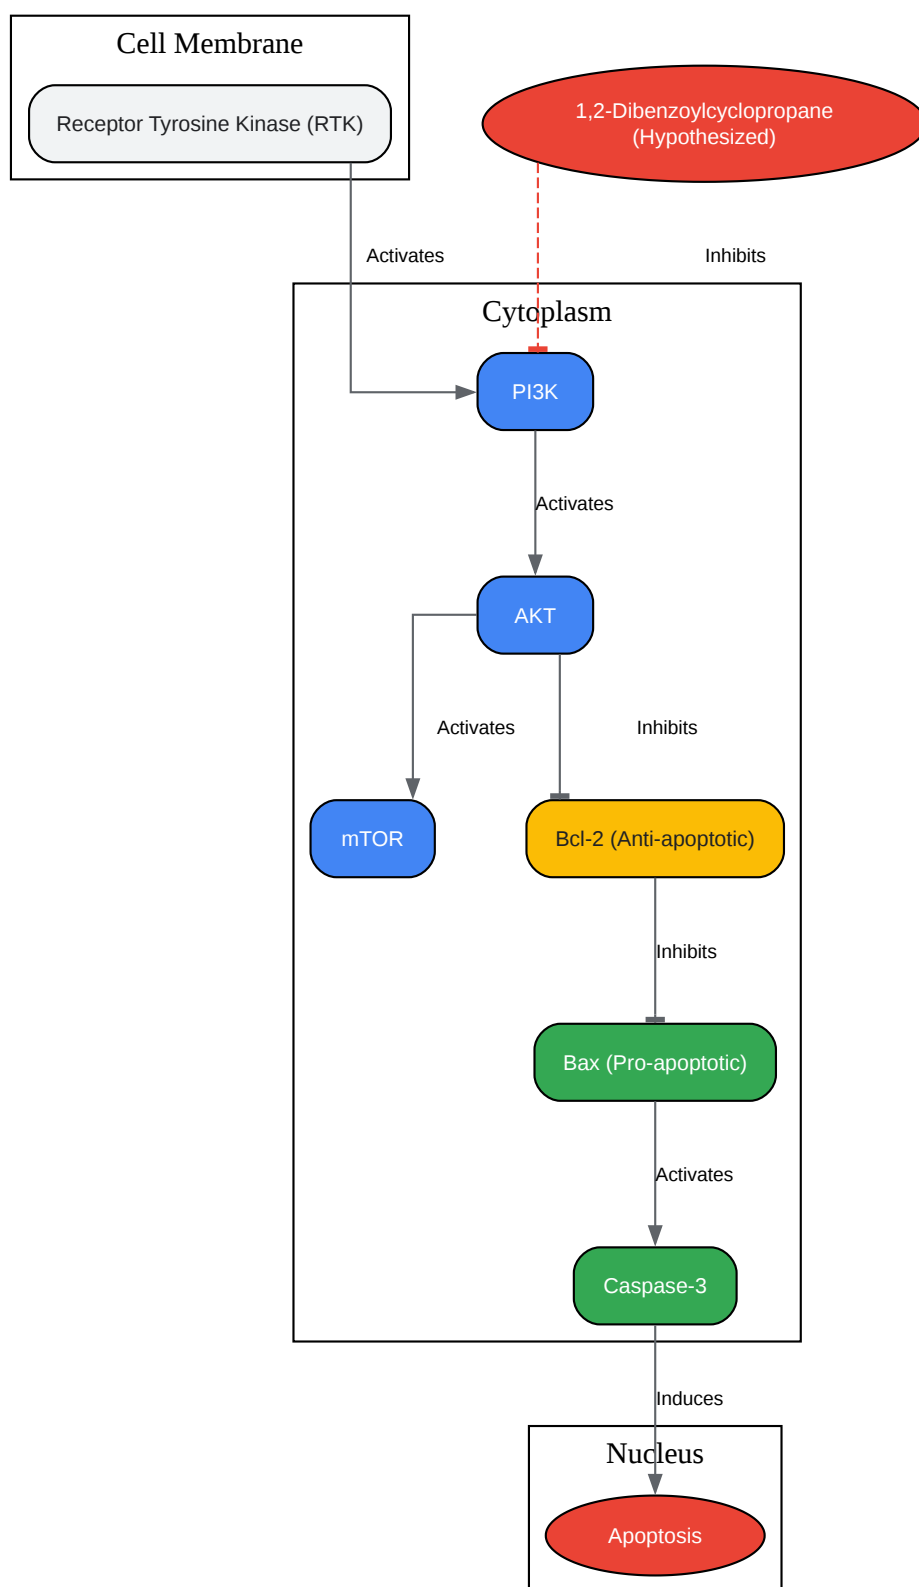 Cell Membrane
Receptor Tyrosine Kinase (RTK)
1,2-Dibenzoylcyclopropane
(Hypothesized)
Activates
Inhibits
Cytoplasm
PI3K
Activates
AKT
Activates
Inhibits
mTOR
Bcl-2 (Anti-apoptotic)
Inhibits
Bax (Pro-apoptotic)
Activates
Caspase-3
Induces
Nucleus
Apoptosis